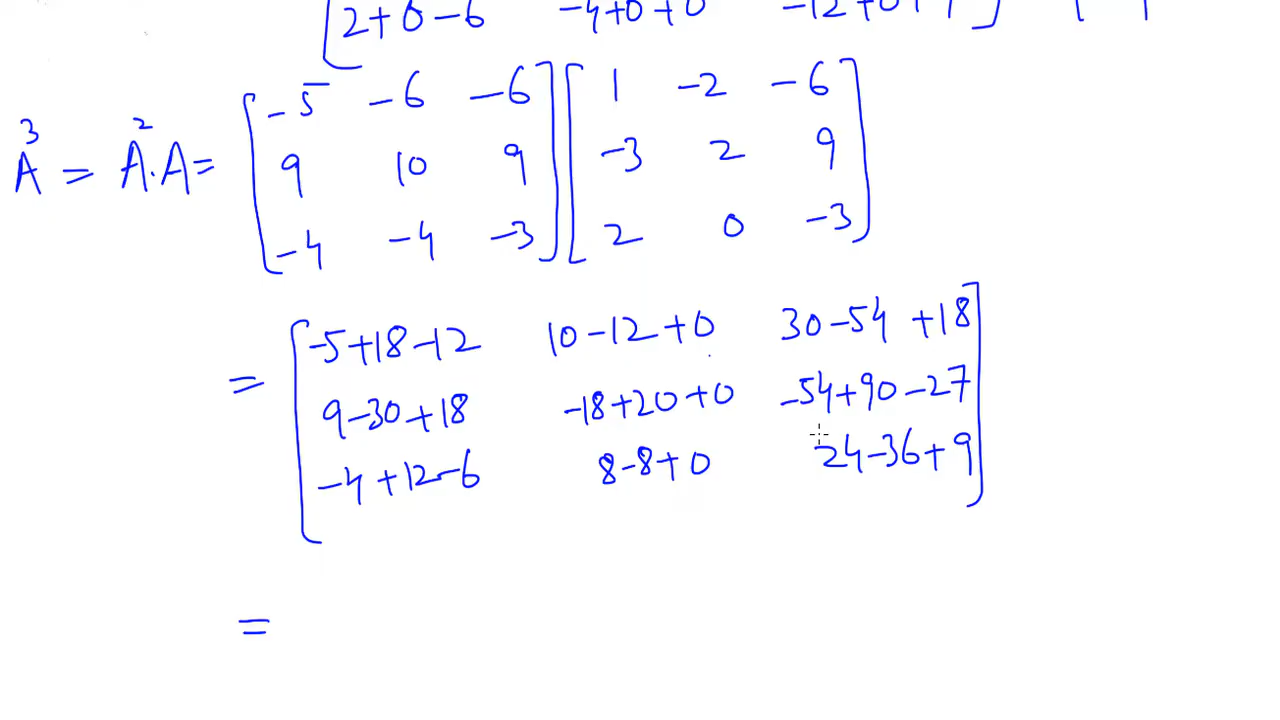 2+0-6 -4+0+0 -12+0+
A³ = A².A = [-5 -6 -6] [1 -2 -6]
[9 10 9] [-3 2 9]
[-4 -4 -3] [2 0 -3]
= [-5+18-12 10-12+0 30-54+18]
[9-30+18 -18+20+0 -54+90-27]
[-4+12-6 8-8+0 24-36+9]
=